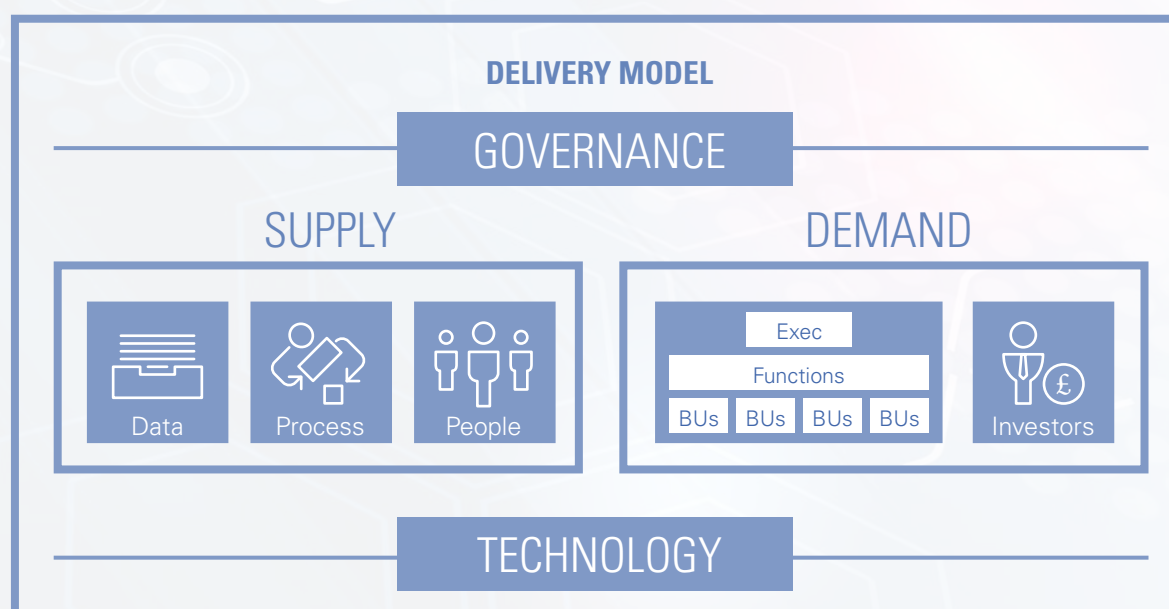 DELIVERY MODEL
GOVERNANCE
SUPPLY
Data
Process
People
DEMAND
Exec
Functions
BUs BUs BUs BUs
£
Investors
TECHNOLOGY